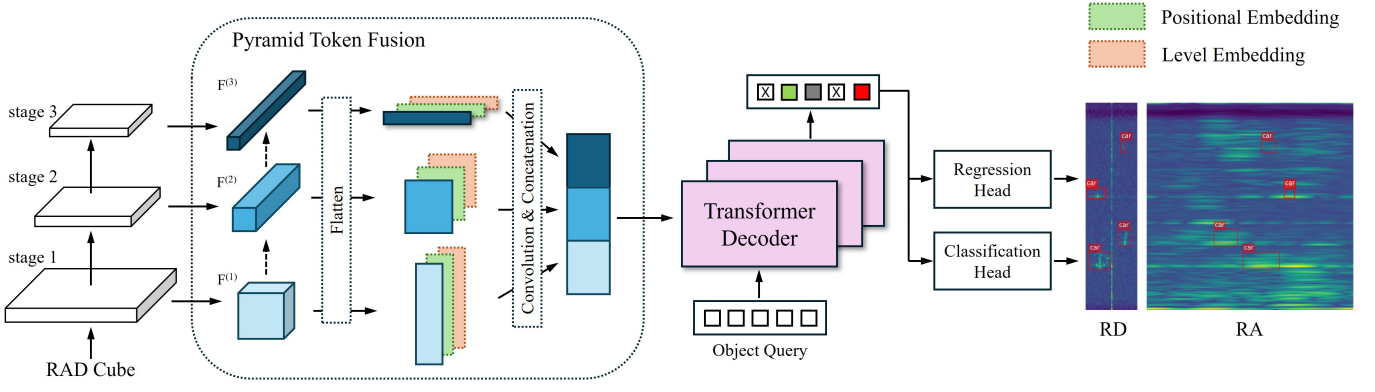 Positional Embedding
Level Embedding
Pyramid Token Fusion
stage 3
F(3)
stage 2
F(2)
stage 1
F(1)
RAD Cube
Flatten
Convolution & Concatenation
Transformer
Decoder
Object Query
X
X
Regression
Head
Classification
Head
car
car
car
car
RD
car
car
car
car
RA